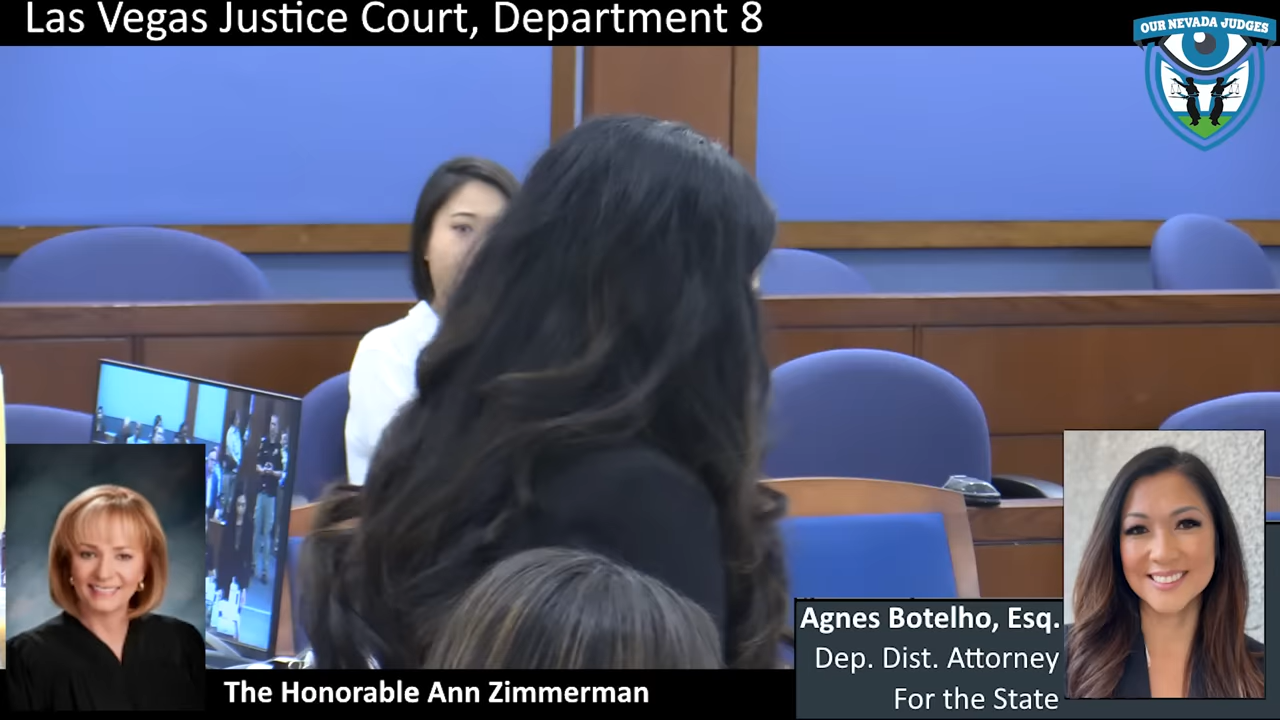 Las Vegas Justice Court, Department 8
OUR NEVADA JUDGES
Agnes Botelho, Esq.
Dep. Dist. Attorney
For the State
The Honorable Ann Zimmerman